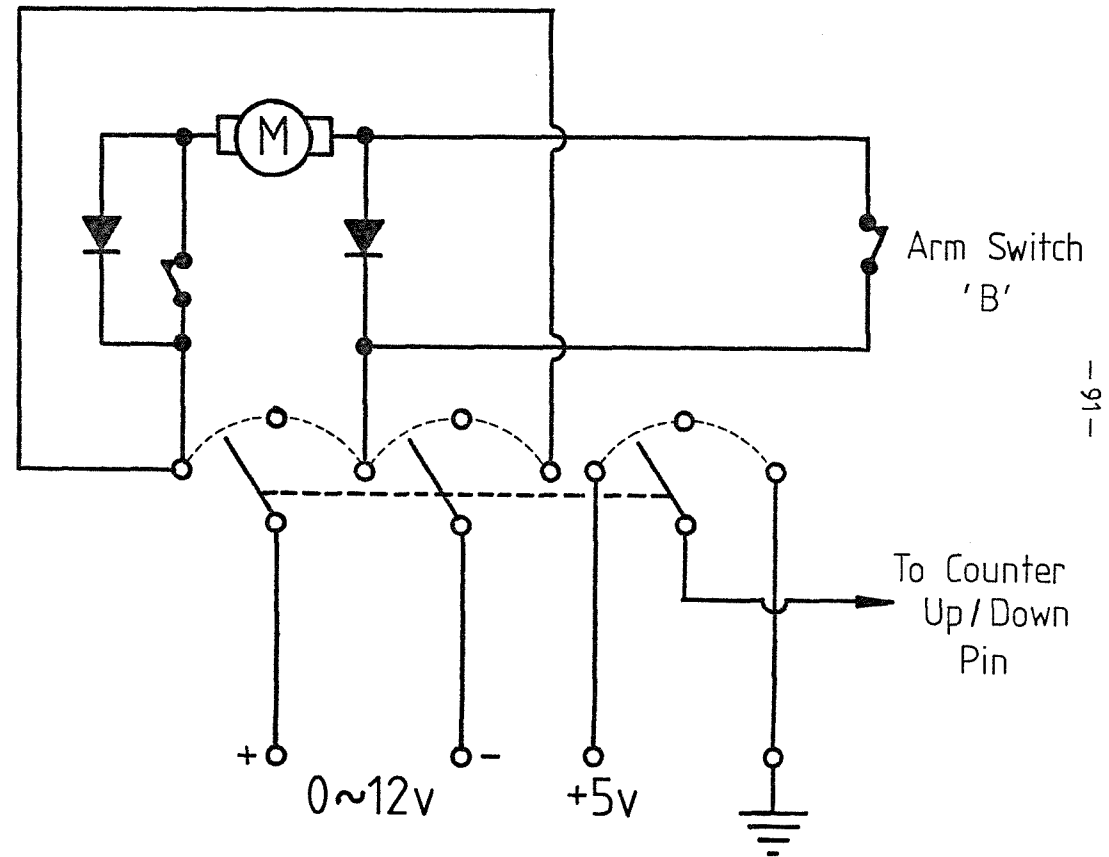 M
Arm Switch
'B'
- 91 -
To Counter
Up/Down
Pin
+
-
0~12v
+5v